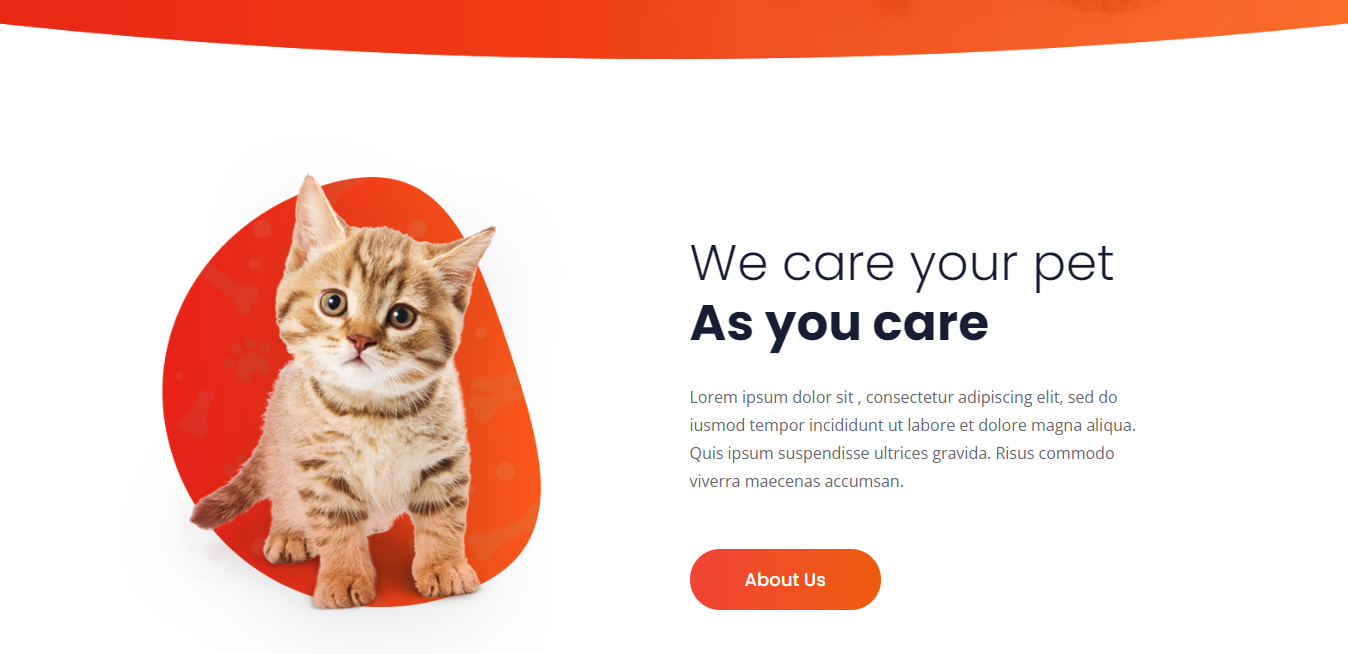 We care your pet
As you care
Lorem ipsum dolor sit , consectetur adipiscing elit, sed do
iusmod tempor incididunt ut labore et dolore magna aliqua.
Quis ipsum suspendisse ultrices gravida. Risus commodo
viverra maecenas accumsan.
About Us